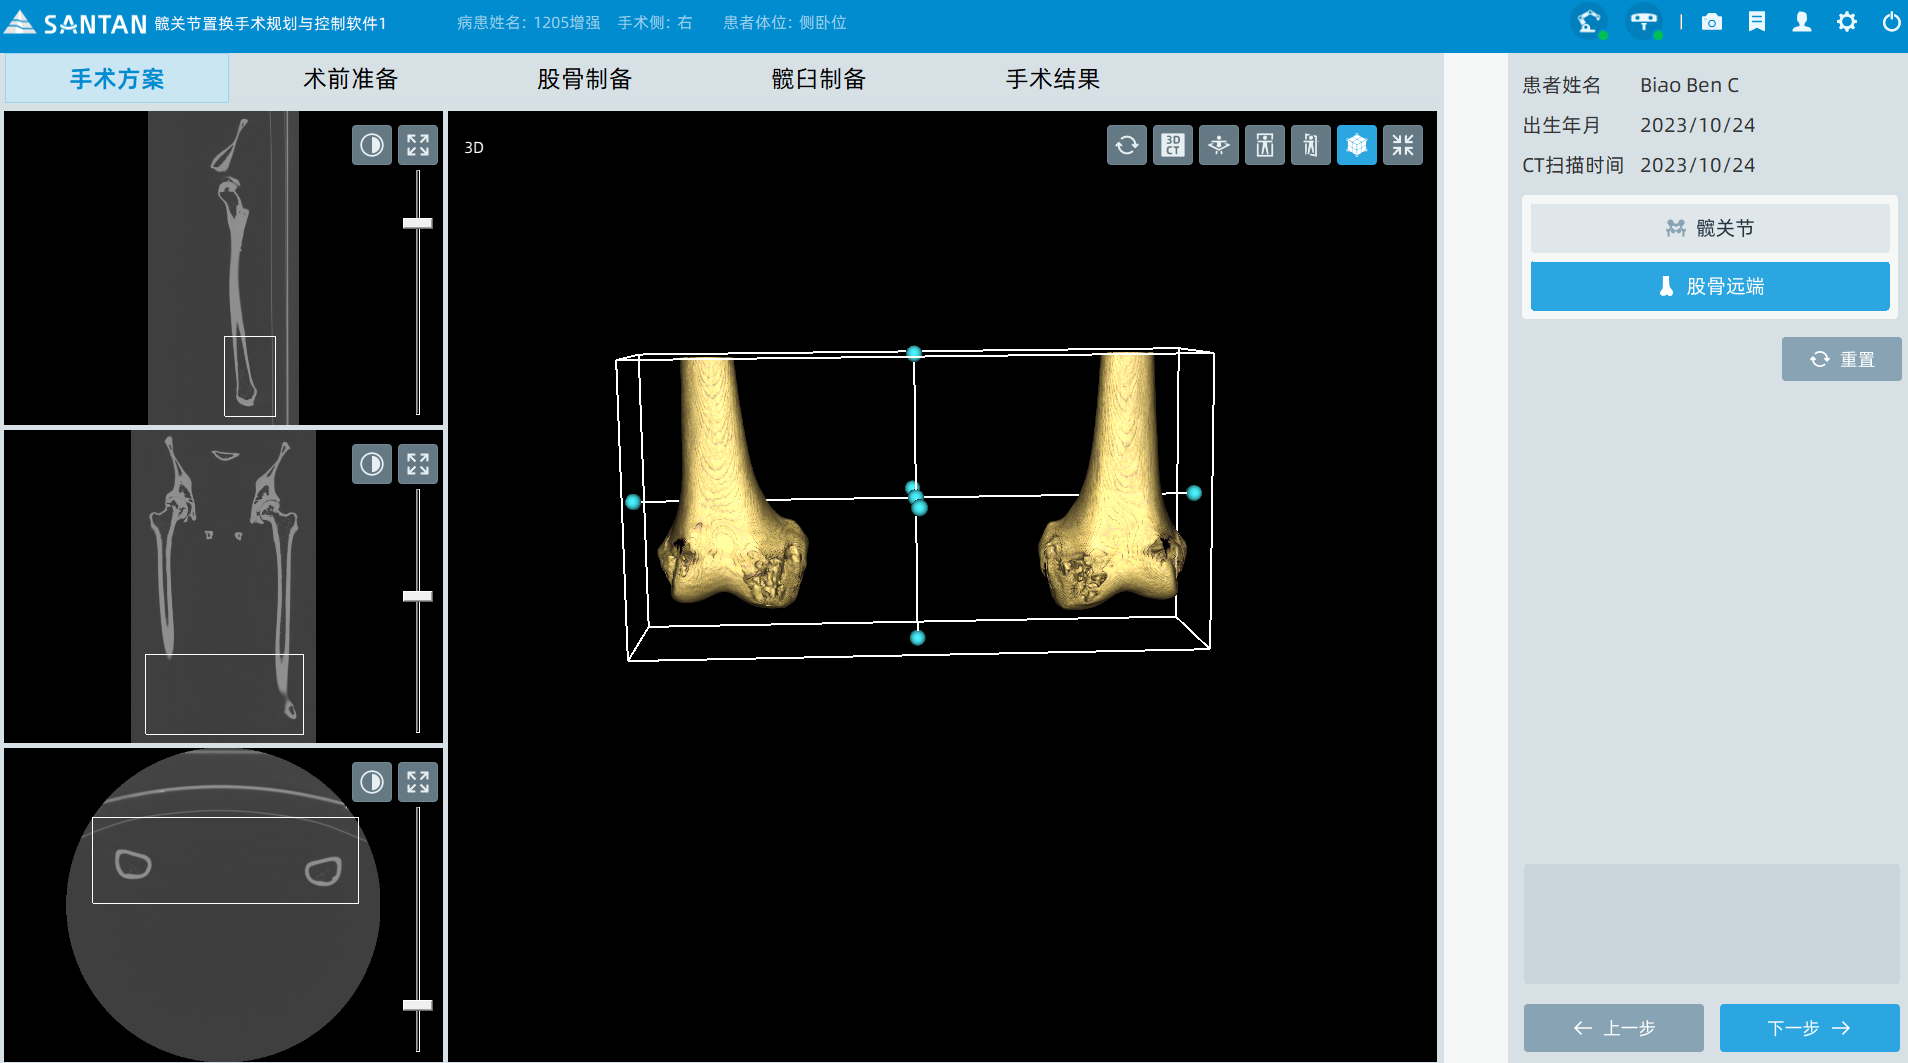 SANTAN 髋关节置换手术规划与控制软件1 病患姓名: 1205增强 手术侧: 右 患者体位: 侧卧位
手术方案 术前准备 股骨制备 髋臼制备 手术结果
3D
3D CT
患者姓名 Biao Ben C
出生年月 2023/10/24
CT扫描时间 2023/10/24
髋关节
股骨远端
重置
上一步 下一步